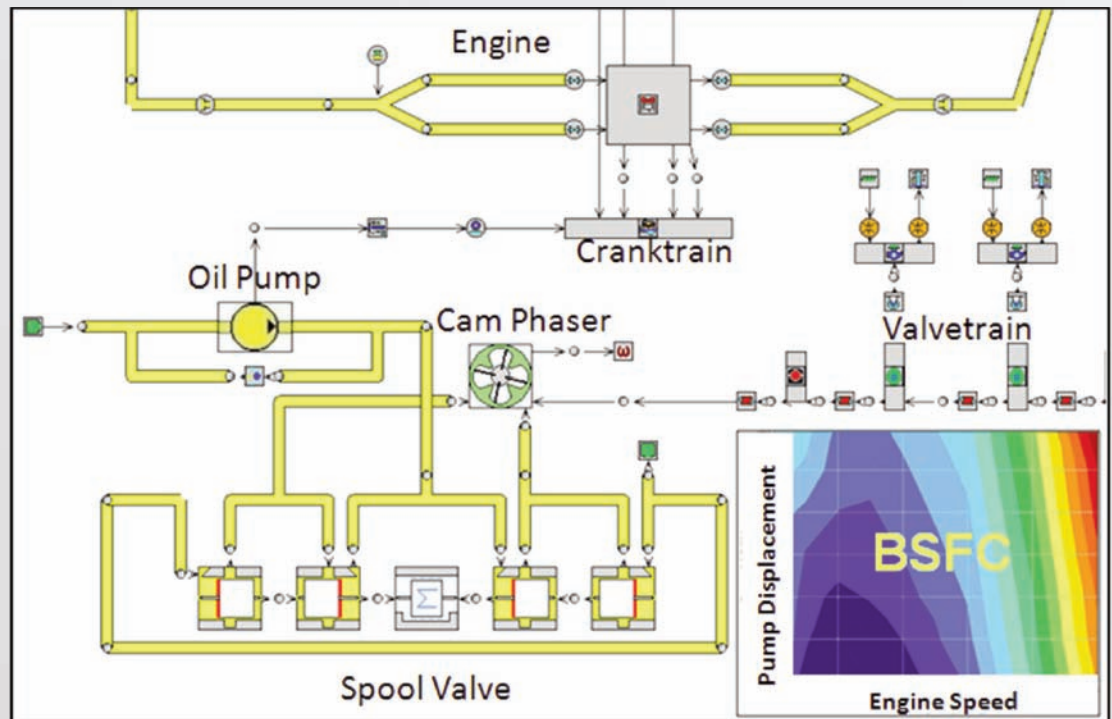 Engine
Cranktrain
Oil Pump
Cam Phaser
ω
Valvetrain
Σ
Spool Valve
Pump Displacement
BSFC
Engine Speed